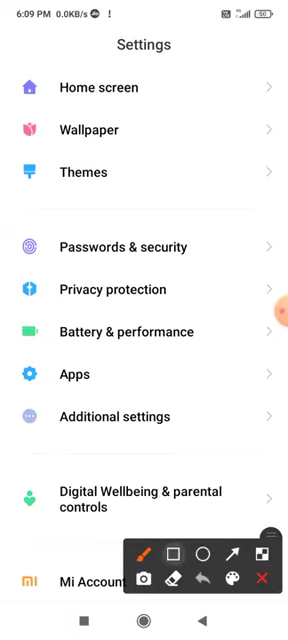 6:09 PM 0.0KB/s
50
Settings
Home screen
Wallpaper
Themes
Passwords & security
Privacy protection
Battery & performance
Apps
Additional settings
Digital Wellbeing & parental
controls
Mi Account